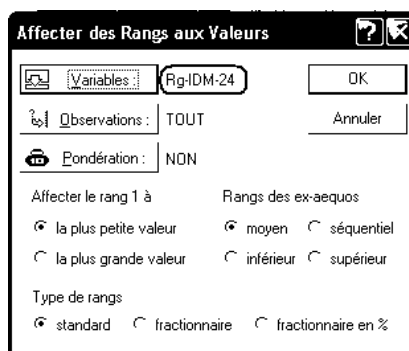 Affecter des Rangs aux Valeurs
Variables : Rg-IDM-24 OK
Observations : TOUT Annuler
Pondération : NON
Affecter le rang 1 à Rangs des ex-aequos
la plus petite valeur moyen séquentiel
la plus grande valeur inférieur supérieur
Type de rangs
standard fractionnaire fractionnaire en %